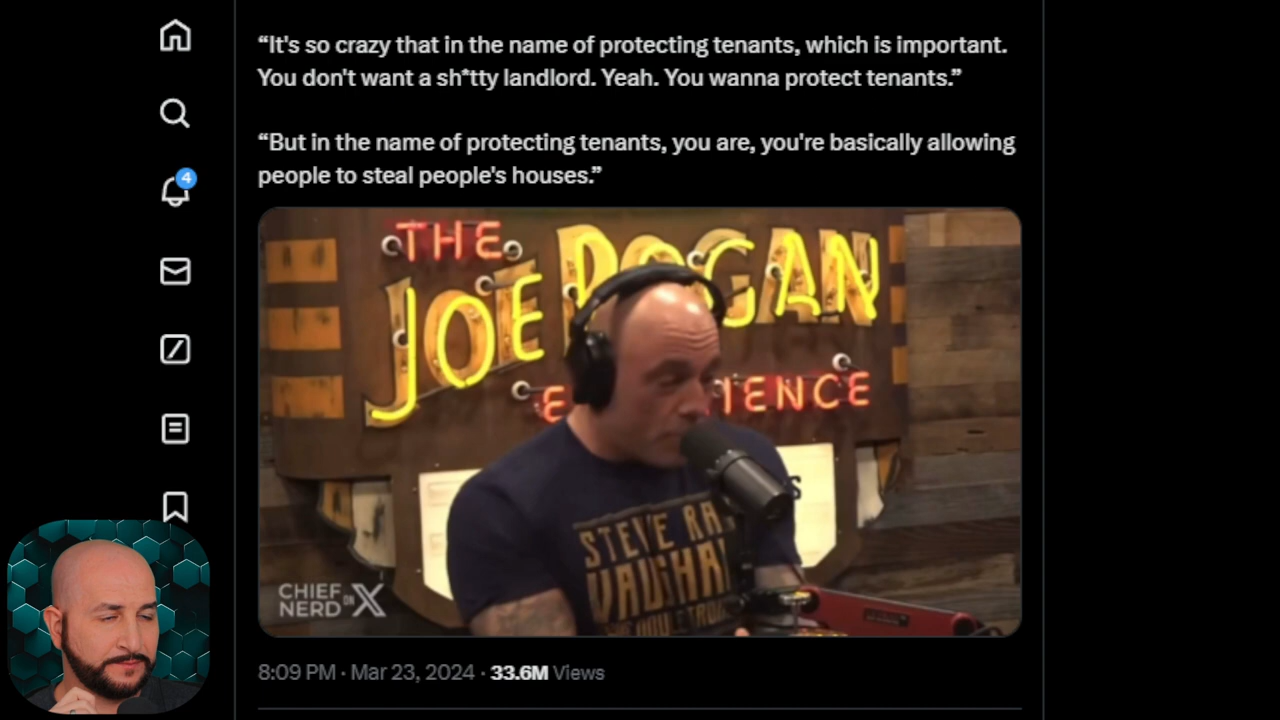 “It's so crazy that in the name of protecting tenants, which is important.
You don't want a sh*tty landlord. Yeah. You wanna protect tenants.”
“But in the name of protecting tenants, you are, you're basically allowing
people to steal people's houses.”
4
THE
JOE ROGAN
STEVE
CHIEF
NERD ON X
8:09 PM · Mar 23, 2024 · 33.6M Views